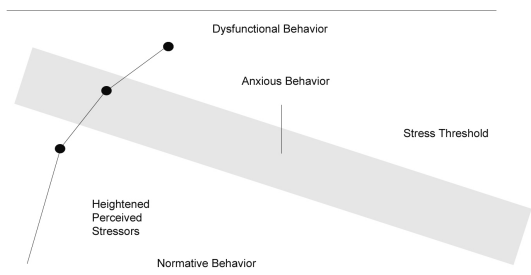 Dysfunctional Behavior
Anxious Behavior
Stress Threshold
Heightened
Perceived
Stressors
Normative Behavior